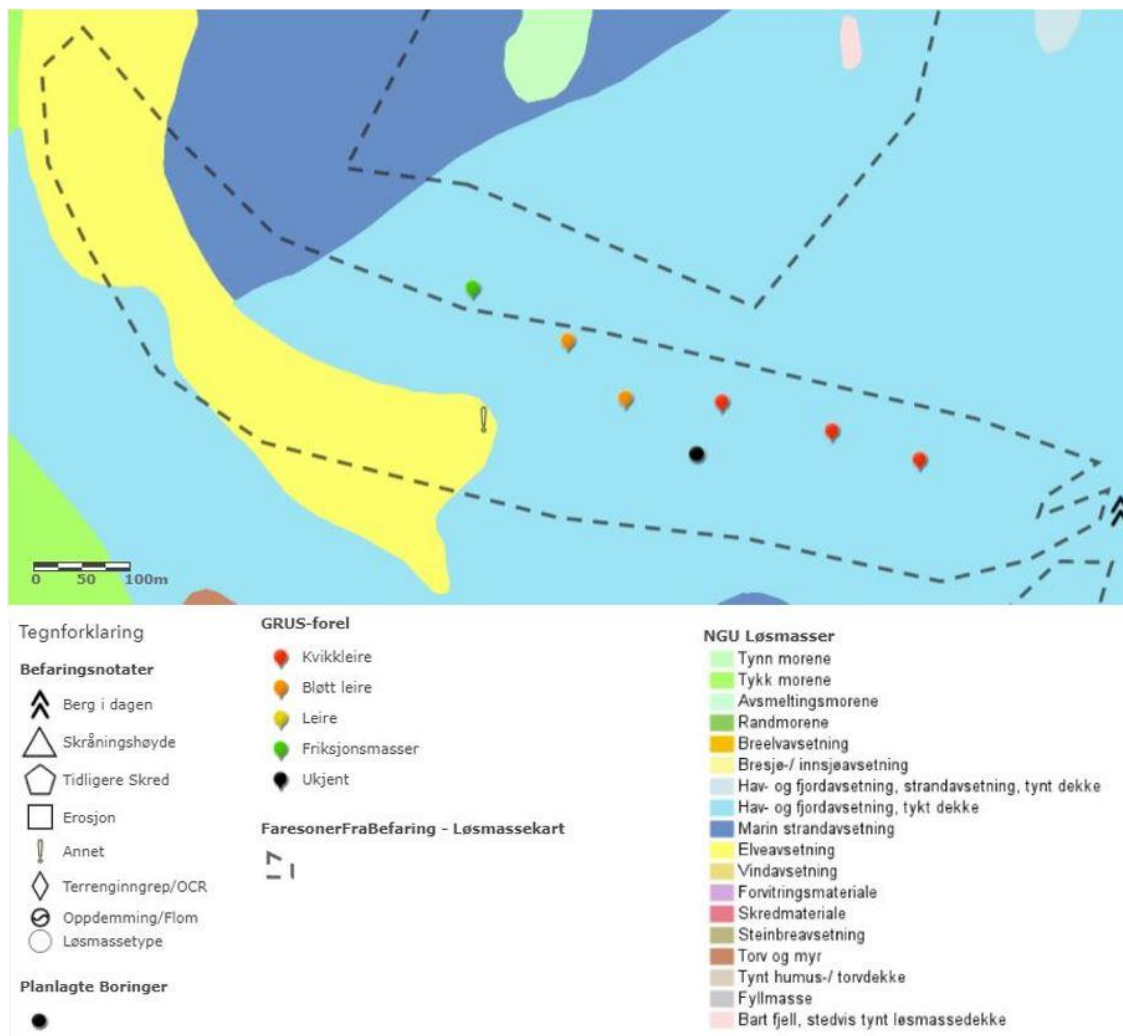 0 50 100m
Tegnforklaring
Befaringsnotater
Berg i dagen
Skråningshøyde
Tidligere Skred
Erosjon
Annet
Terrenginngrep/OCR
Oppdemming/Flom
Løsmassetype
Planlagte Boringer
GRUS-forel
Kvikkleire
Bløtt leire
Leire
Friksjonsmasser
Ukjent
FaresonerFraBefaring - Løsmassekart
NGU Løsmasser
Tynn morene
Tykk morene
Avsmeltingsmorene
Randmorene
Breelvavsetning
Bresjø-/ innsjøavsetning
Hav- og fjordavsetning, strandavsetning, tynt dekke
Hav- og fjordavsetning, tykt dekke
Marin strandavsetning
Elveavsetning
Vindavsetning
Forvitringsmateriale
Skredmateriale
Steinbreavsetning
Torv og myr
Tynt humus-/ torvdekke
Fyllmasse
Bart fjell, stedvis tynt løsmassedekke